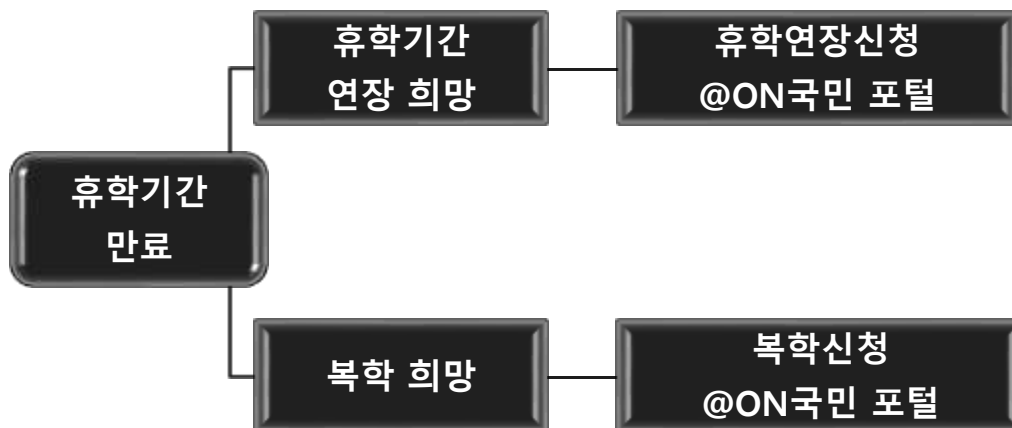 휴학기간
연장 희망
휴학연장신청
@ON국민 포털
휴학기간
만료
복학 희망
복학신청
@ON국민 포털